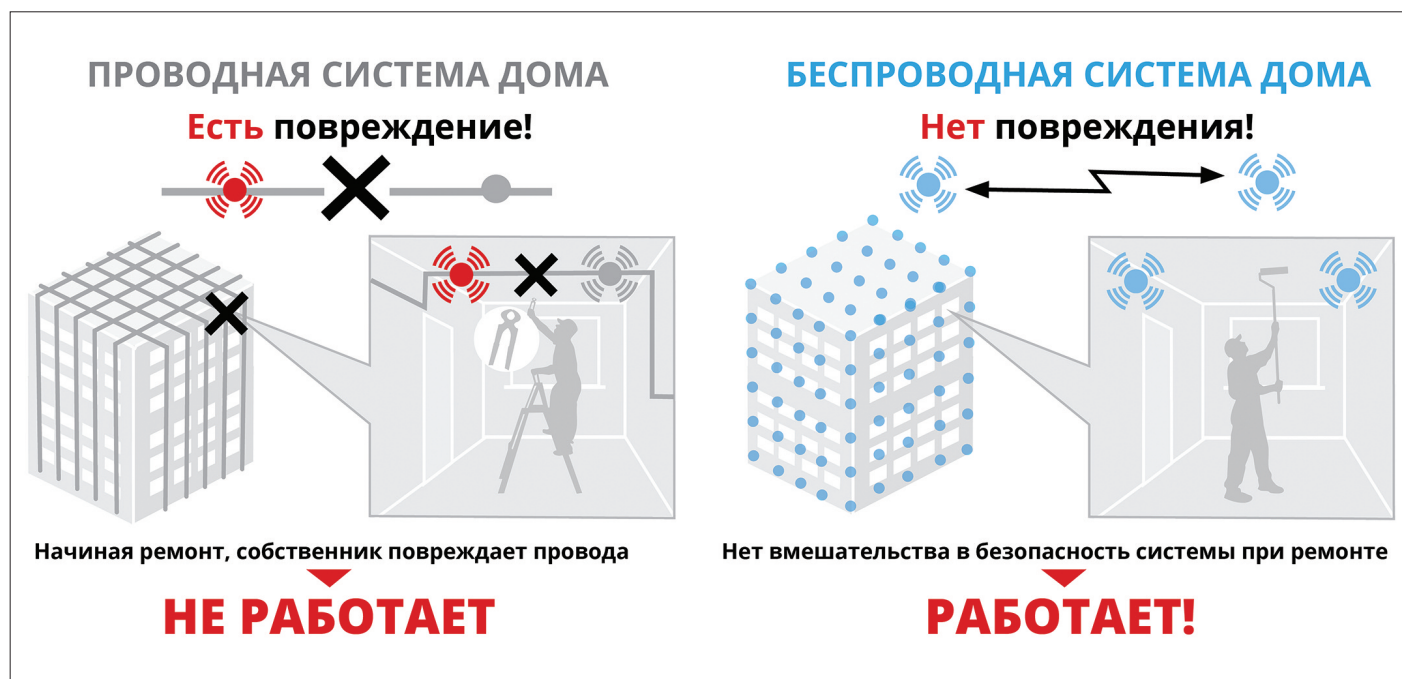 ПРОВОДНАЯ СИСТЕМА ДОМА
Есть повреждение!
Начиная ремонт, собственник повреждает провода
НЕ РАБОТАЕТ
БЕСПРОВОДНАЯ СИСТЕМА ДОМА
Нет повреждения!
Нет вмешательства в безопасность системы при ремонте
РАБОТАЕТ!